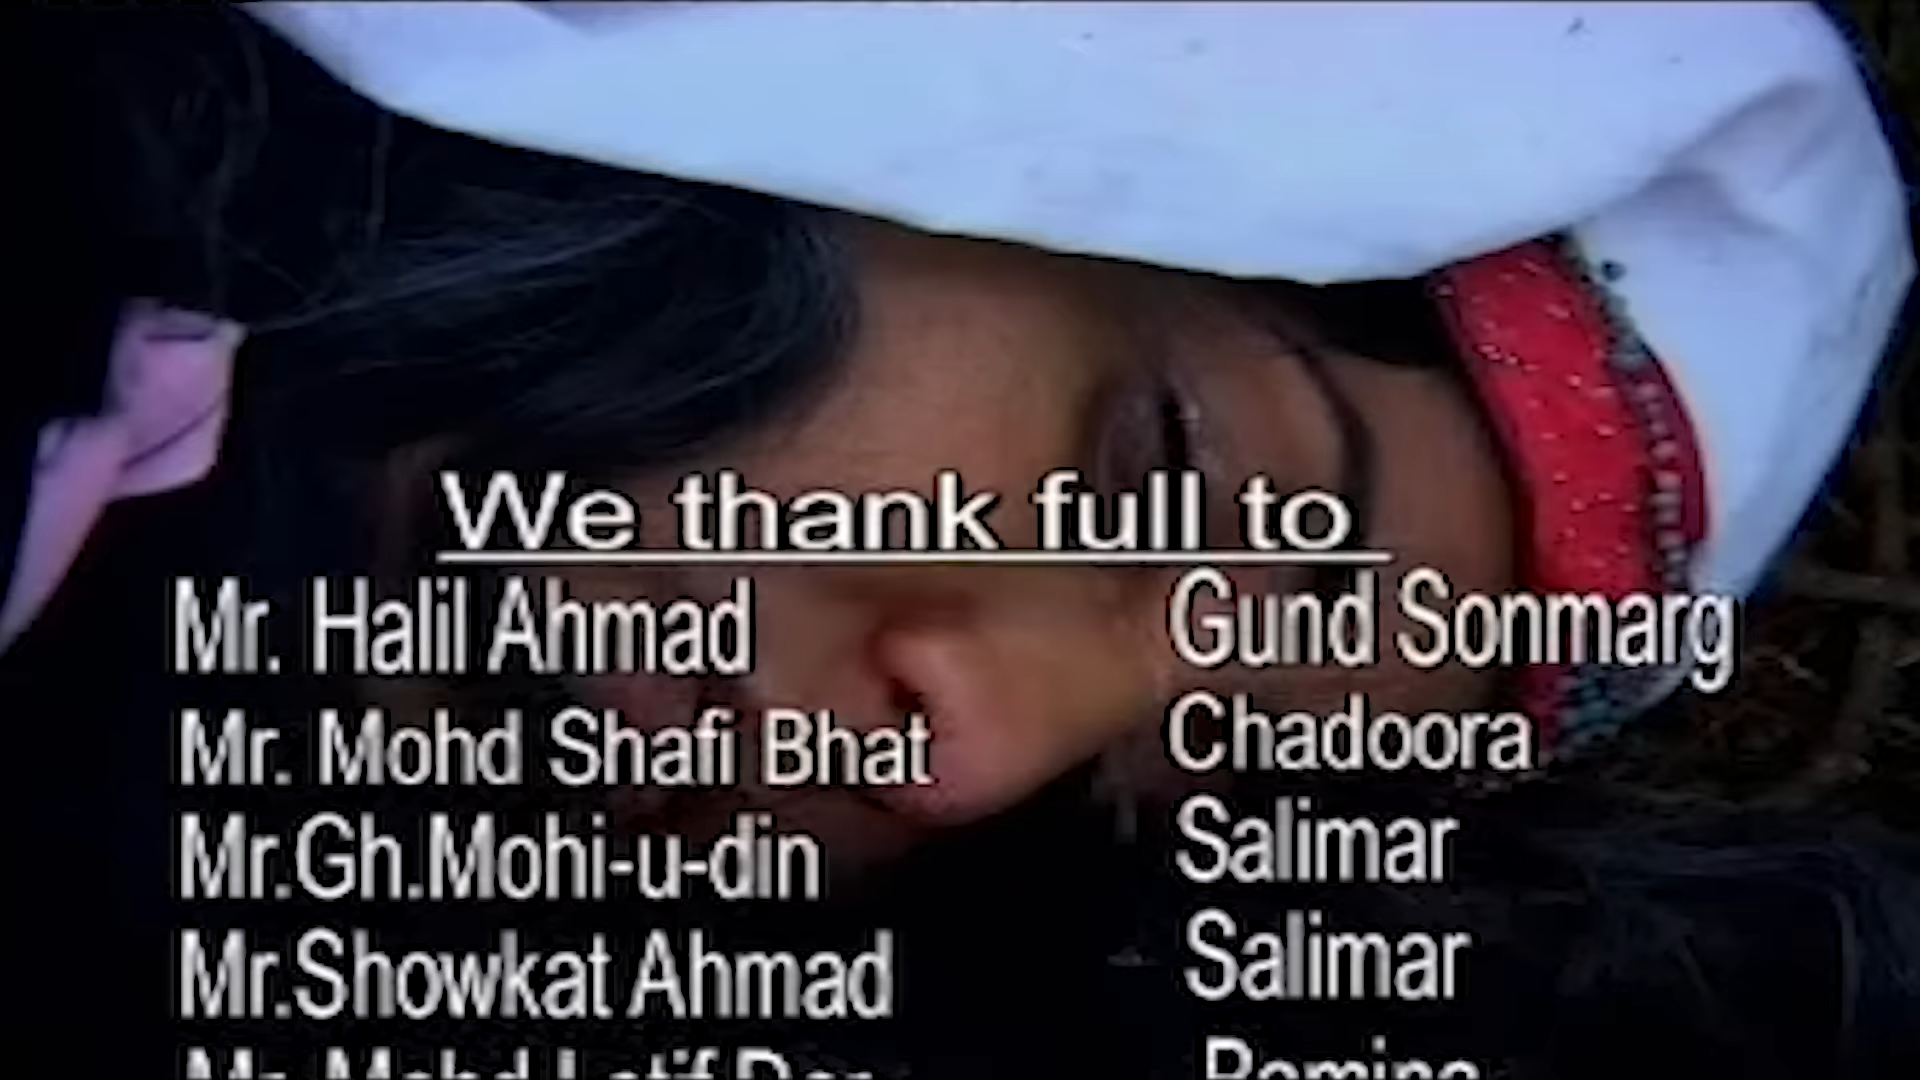 We thank full to
Mr. Halil Ahmad Gund Sonmarg
Mr. Mohd Shafi Bhat Chadoora
Mr.Gh.Mohi-u-din Salimar
Mr.Showkat Ahmad Salimar